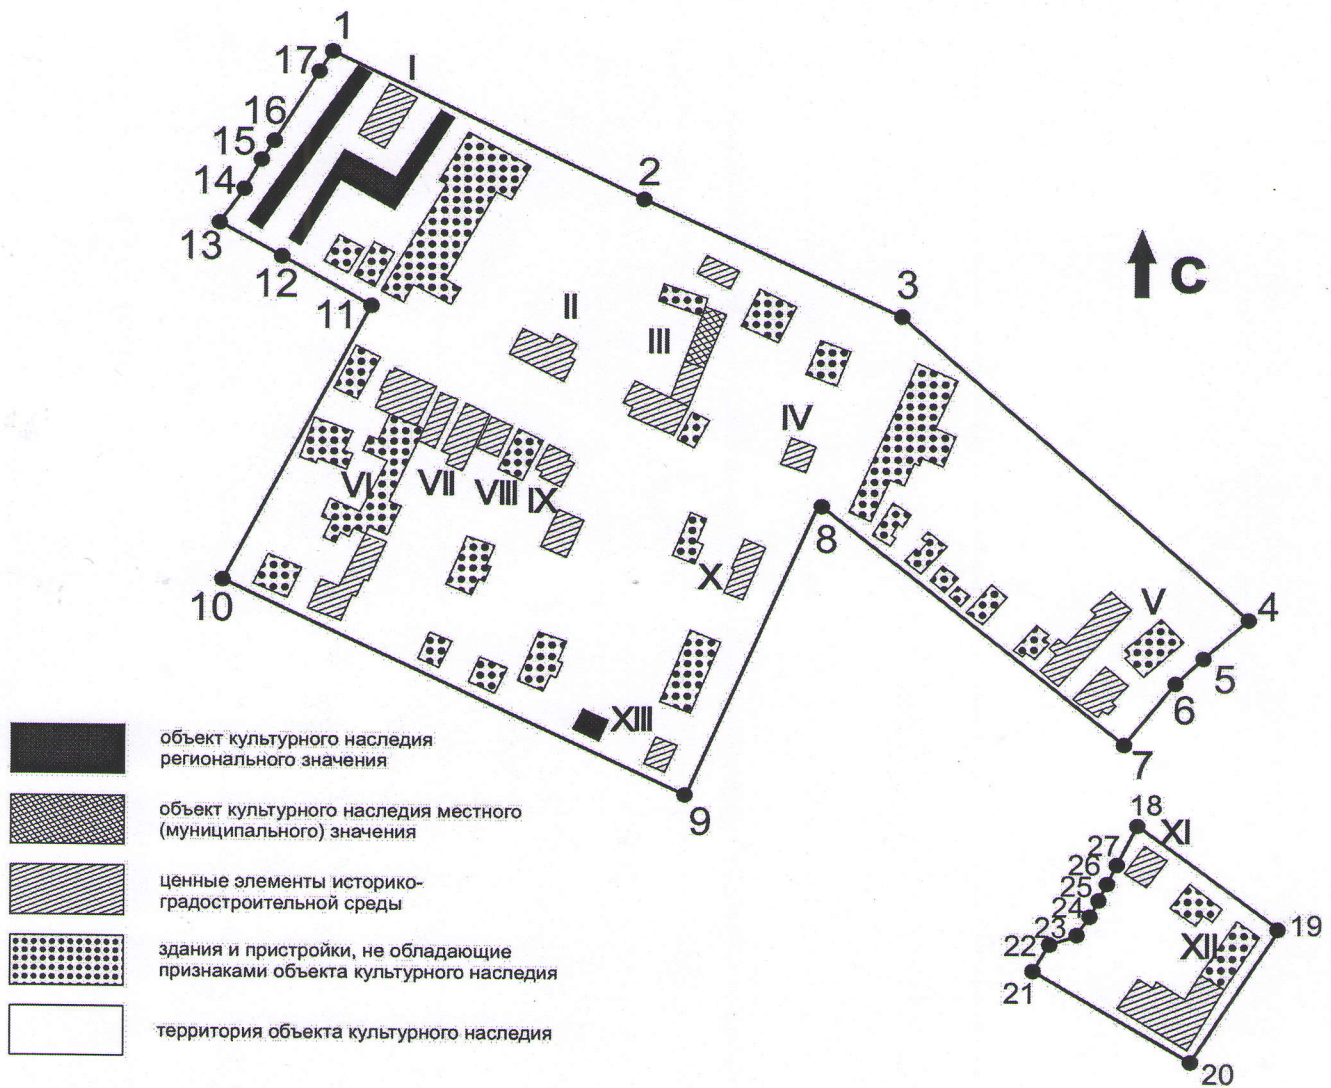 1
17
I
16
15
2
14
13
12
3
С
11
II
III
IV
VI
VII
VIII
IX
8
X
10
V
4
5
6
XIII
7
9
18
XI
27
26
25
24
23
22
19
XII
21
20
объект культурного наследия
регионального значения
объект культурного наследия местного
(муниципального) значения
ценные элементы историко-
градостроительной среды
здания и пристройки, не обладающие
признаками объекта культурного наследия
территория объекта культурного наследия